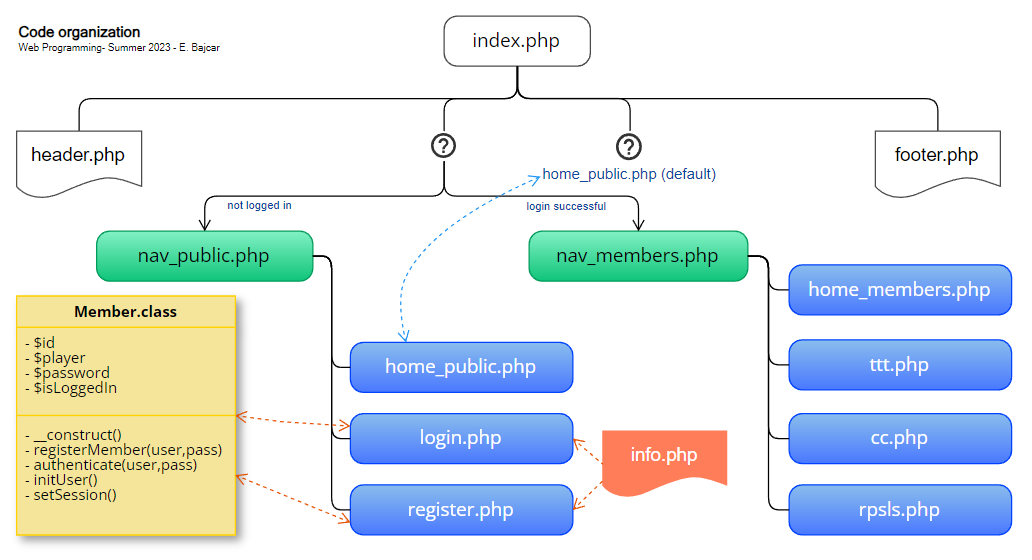 Code organization
Web Programming- Summer 2023 - E. Bajcar
index.php
header.php
?
?
footer.php
home_public.php (default)
not logged in
login successful
nav_public.php
nav_members.php
home_members.php
Member.class
- $id
- $player
- $password
- $isLoggedIn
- __construct()
- registerMember(user,pass)
- authenticate(user,pass)
- initUser()
- setSession()
home_public.php
login.php
register.php
info.php
ttt.php
cc.php
rpsls.php